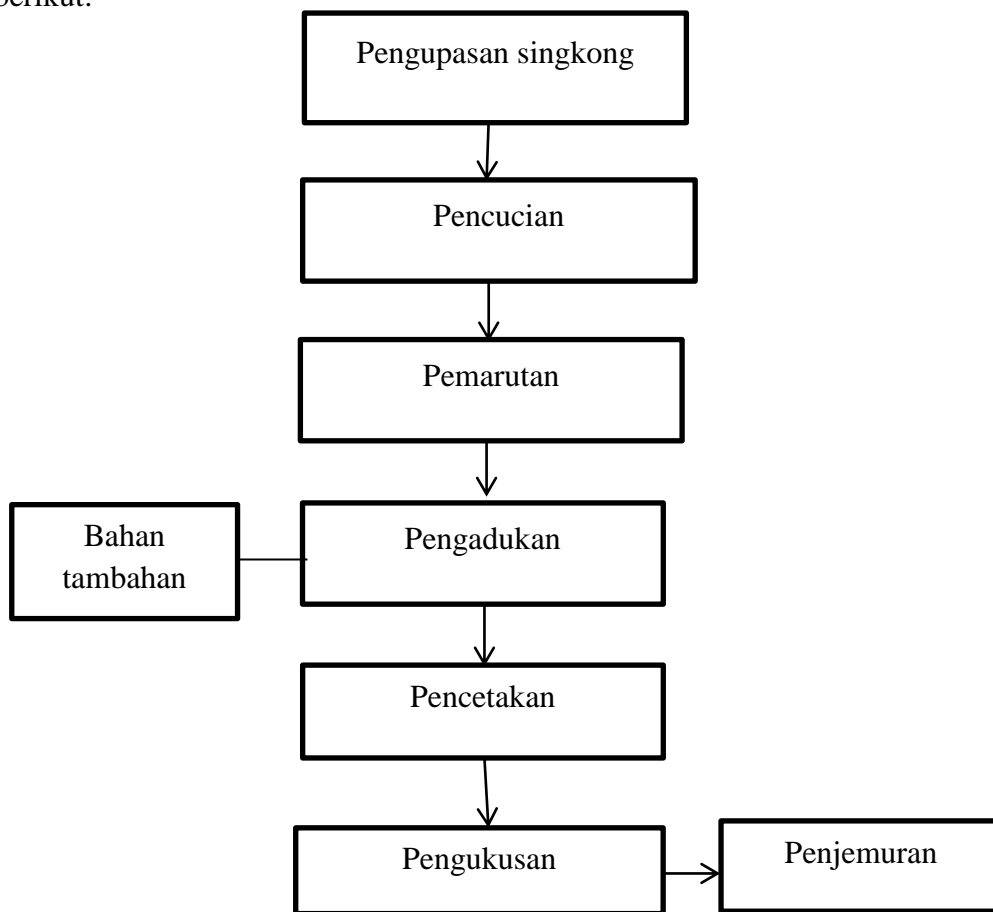 berikut:
Pengupasan singkong
Pencucian
Pemarutan
Bahan
tambahan
Pengadukan
Pencetakan
Pengukusan
Penjemuran